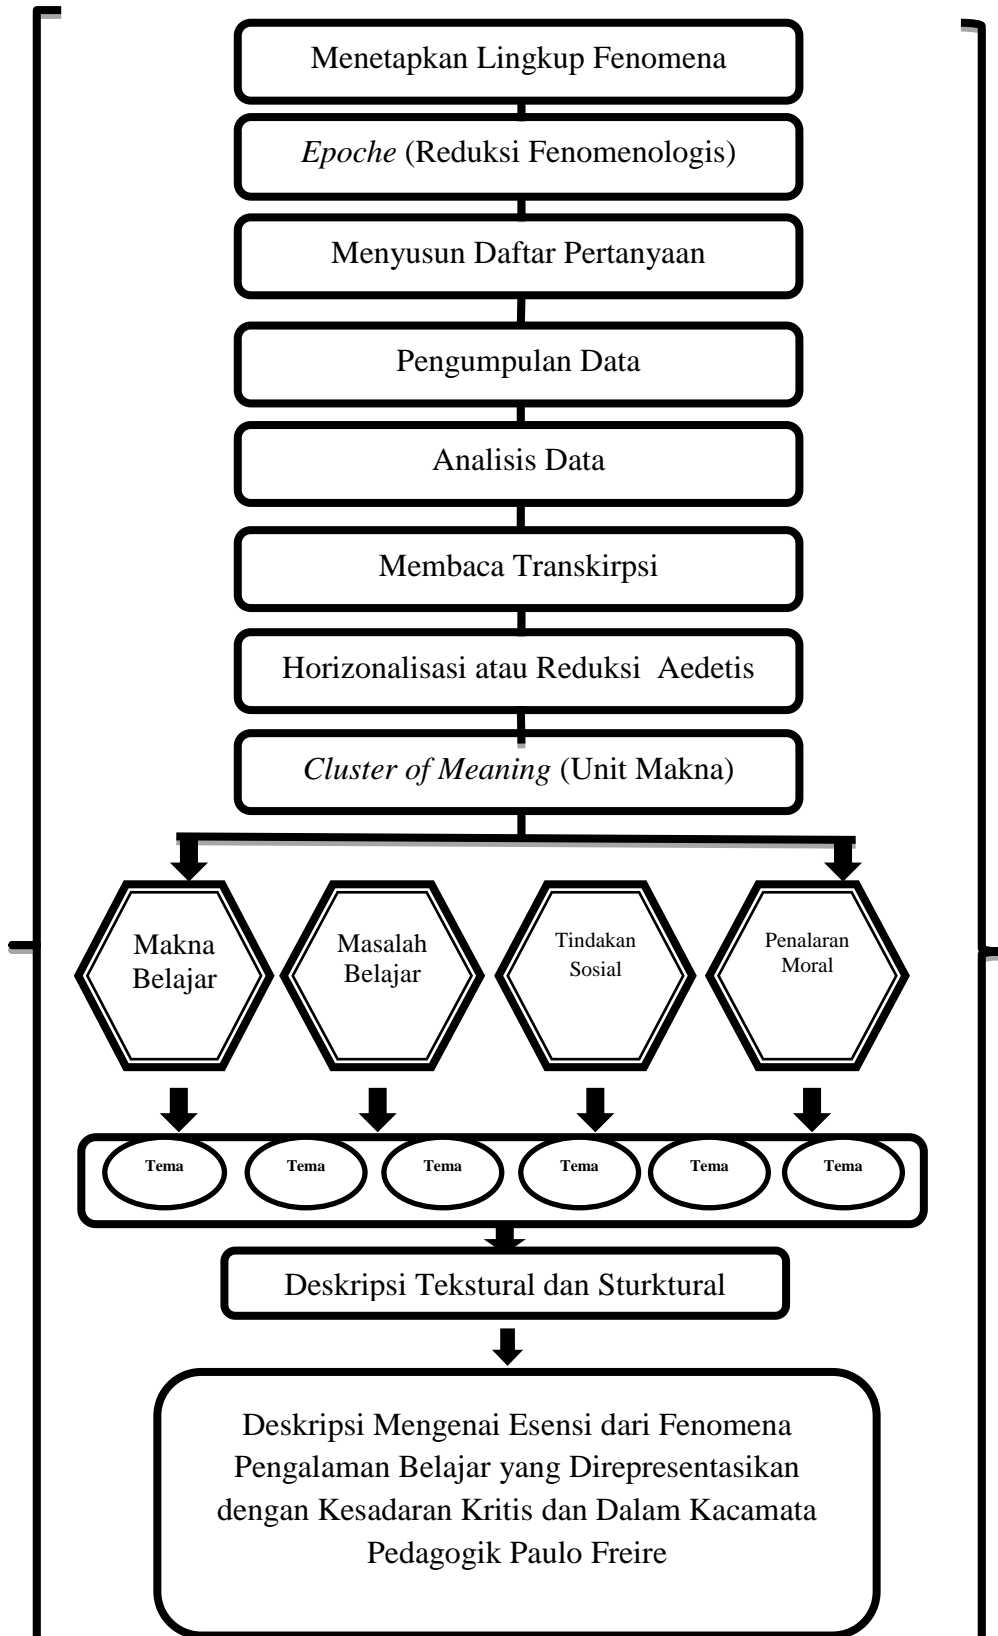 Menetapkan Lingkup Fenomena
Epoche (Reduksi Fenomenologis)
Menyusun Daftar Pertanyaan
Pengumpulan Data
Analisis Data
Membaca Transkirpsi
Horizonalisasi atau Reduksi Aedetis
Cluster of Meaning (Unit Makna)
Makna
Belajar
Masalah
Belajar
Tindakan
Sosial
Penalaran
Moral
Tema
Tema
Tema
Tema
Tema
Tema
Deskripsi Tekstural dan Sturktural
Deskripsi Mengenai Esensi dari Fenomena
Pengalaman Belajar yang Direpresentasikan
dengan Kesadaran Kritis dan Dalam Kacamata
Pedagogik Paulo Freire